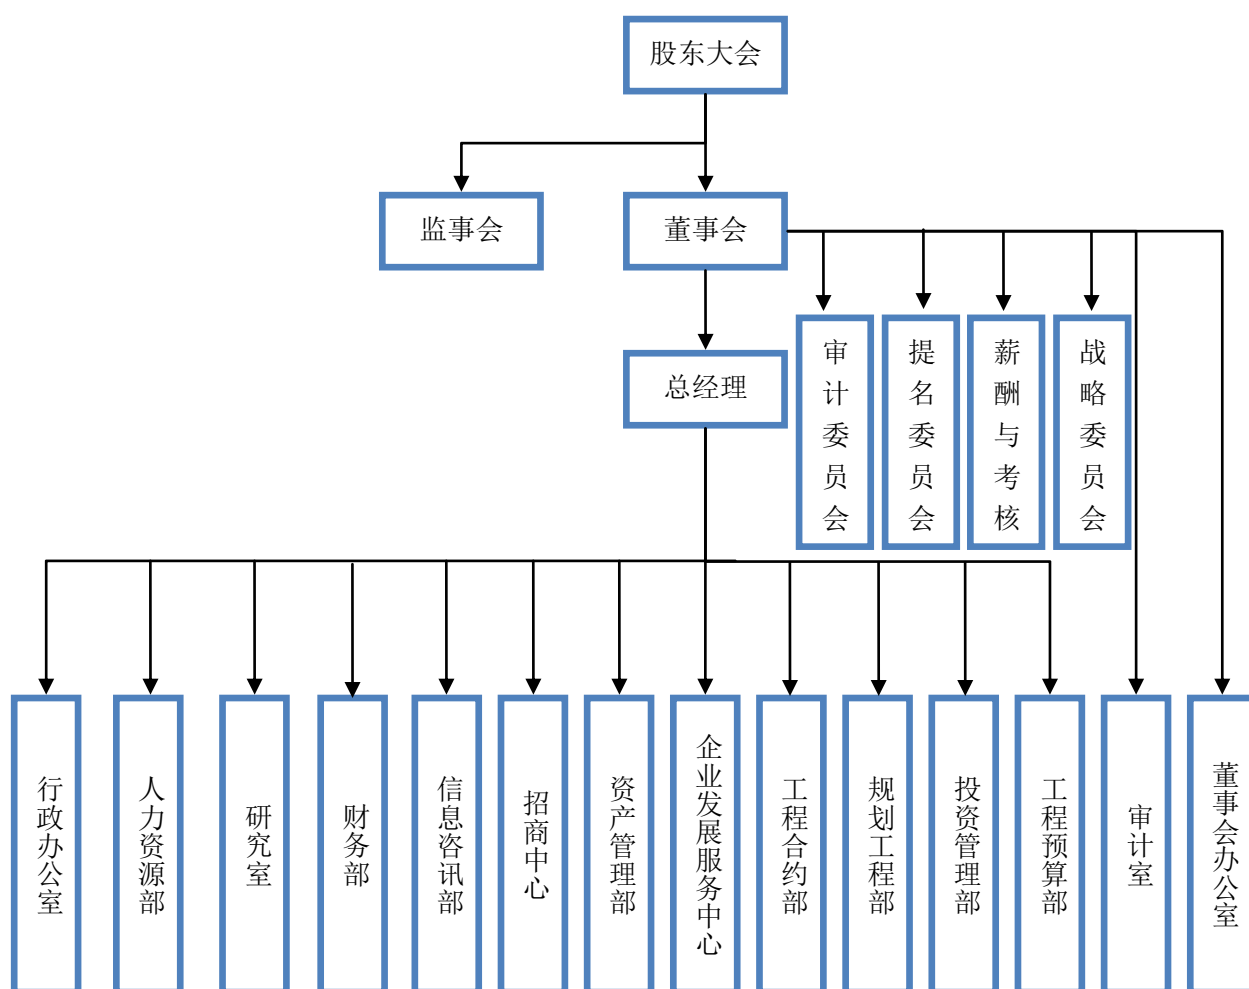 股东大会
监事会
董事会
总经理
审计委员会
提名委员会
薪酬与考核
战略委员会
行政办公室
人力资源部
研究室
财务部
信息咨讯部
招商中心
资产管理部
企业发展服务中心
工程合约部
规划工程部
投资管理部
工程预算部
审计室
董事会办公室